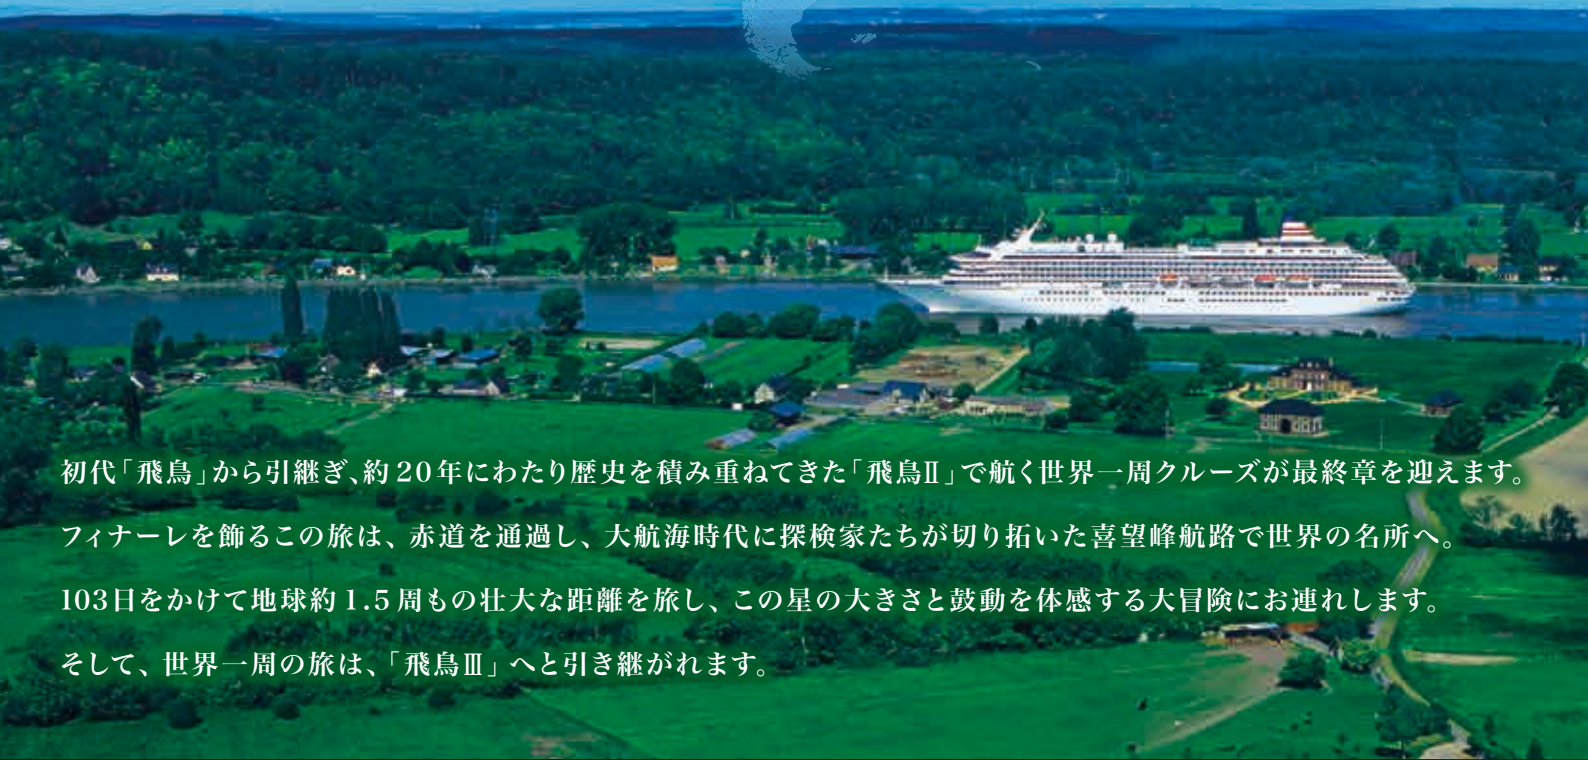 初代「飛鳥」から引継ぎ、約20年にわたり歴史を積み重ねてきた「飛鳥Ⅱ」で航く世界一周クルーズが最終章を迎えます。
フィナーレを飾るこの旅は、赤道を通過し、大航海時代に探検家たちが切り拓いた喜望峰航路で世界の名所へ。
103日をかけて地球約1.5周もの壮大な距離を旅し、この星の大きさと鼓動を体感する大冒険にお連れします。
そして、世界一周の旅は、「飛鳥Ⅲ」へと引き継がれます。